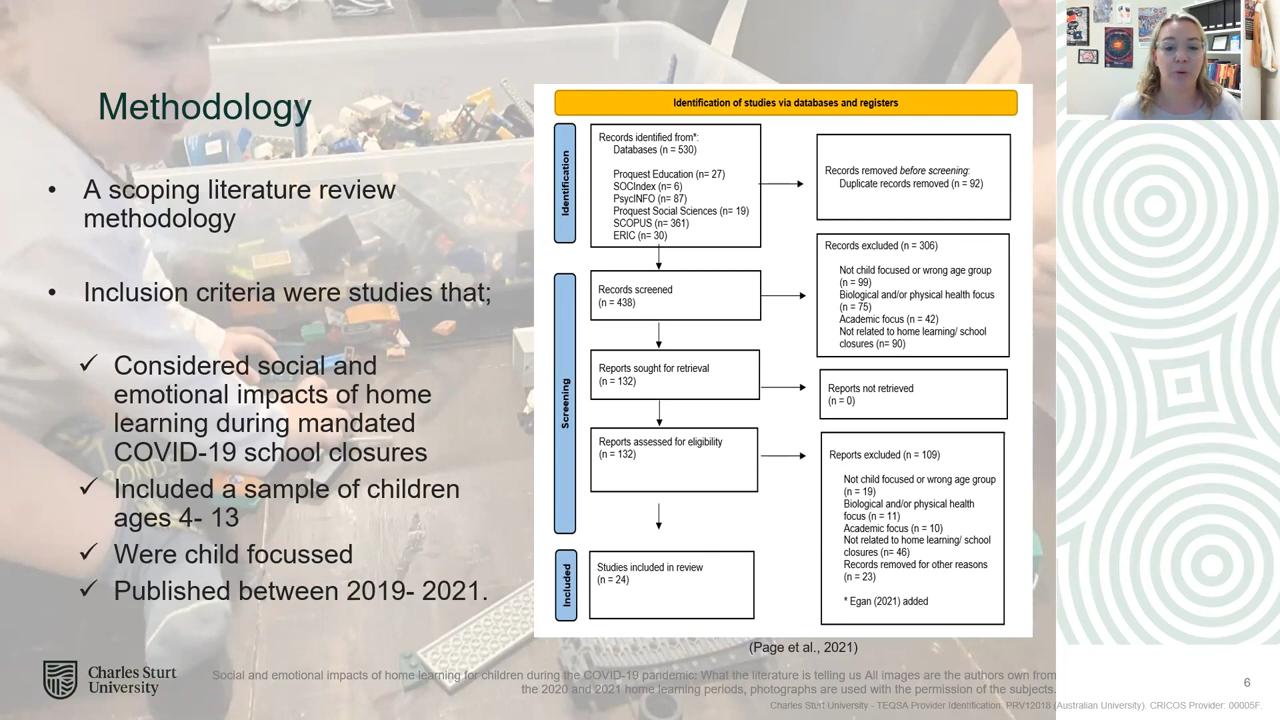 Methodology
• A scoping literature review
methodology
• Inclusion criteria were studies that;
✓ Considered social and
emotional impacts of home
learning during mandated
COVID-19 school closures
✓ Included a sample of children
ages 4- 13
✓ Were child focussed
✓ Published between 2019- 2021.
Identification of studies via databases and registers
Identification
Records identified from*:
Databases (n = 530)
Proquest Education (n= 27)
SOCIndex (n= 6)
PsycINFO (n= 87)
Proquest Social Sciences (n= 19)
SCOPUS (n= 361)
ERIC (n= 30)
Records removed before screening:
Duplicate records removed (n = 92)
Screening
Records screened
(n = 438)
Records excluded (n = 306)
Not child focused or wrong age group
(n = 99)
Biological and/or physical health focus
(n = 75)
Academic focus (n = 42)
Not related to home learning/ school
closures (n= 90)
Reports sought for retrieval
(n = 132)
Reports not retrieved
(n = 0)
Reports assessed for eligibility
(n = 132)
Reports excluded (n = 109)
Not child focused or wrong age group
(n = 19)
Biological and/or physical health
focus (n = 11)
Academic focus (n = 10)
Not related to home learning/ school
closures (n= 46)
Records removed for other reasons
(n = 23)
* Egan (2021) added
Included
Studies included in review
(n = 24)
(Page et al., 2021)
Charles Sturt
University
Social and emotional impacts of home learning for children during the COVID-19 pandemic: What the literature is telling us All images are the authors own from
the 2020 and 2021 home learning periods, photographs are used with the permission of the subjects.
6
Charles Sturt University - TEQSA Provider Identification: PRV12018 (Australian University). CRICOS Provider: 00005F.